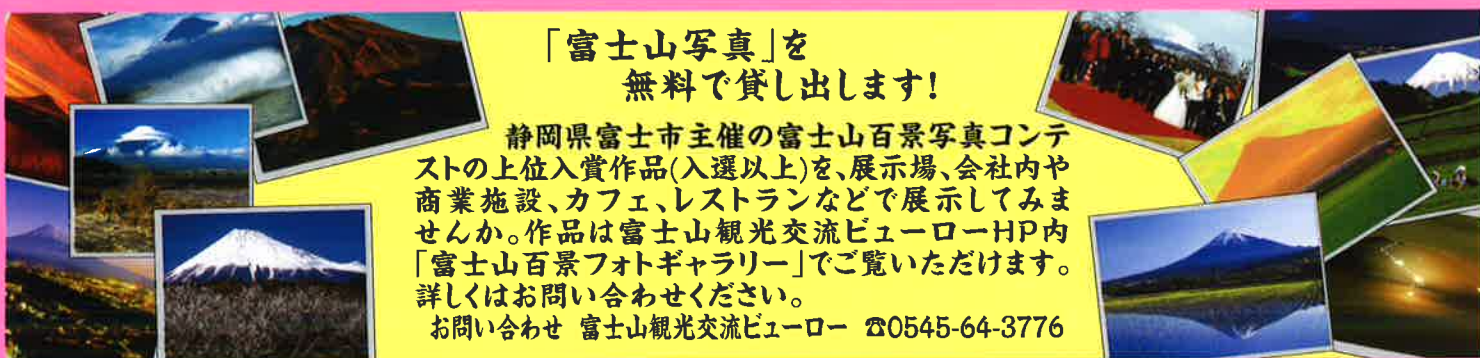 「富士山写真」を
無料で貸し出します!
静岡県富士市主催の富士山百景写真コンテ
ストの上位入賞作品(入選以上)を、展示場、会社内や
商業施設、カフェ、レストランなどで展示してみま
せんか。作品は富士山観光交流ビューローHP内
「富士山百景フォトギャラリー」でご覧いただけます。
詳しくはお問い合わせください。
お問い合わせ 富士山観光交流ビューロー ☎0545-64-3776